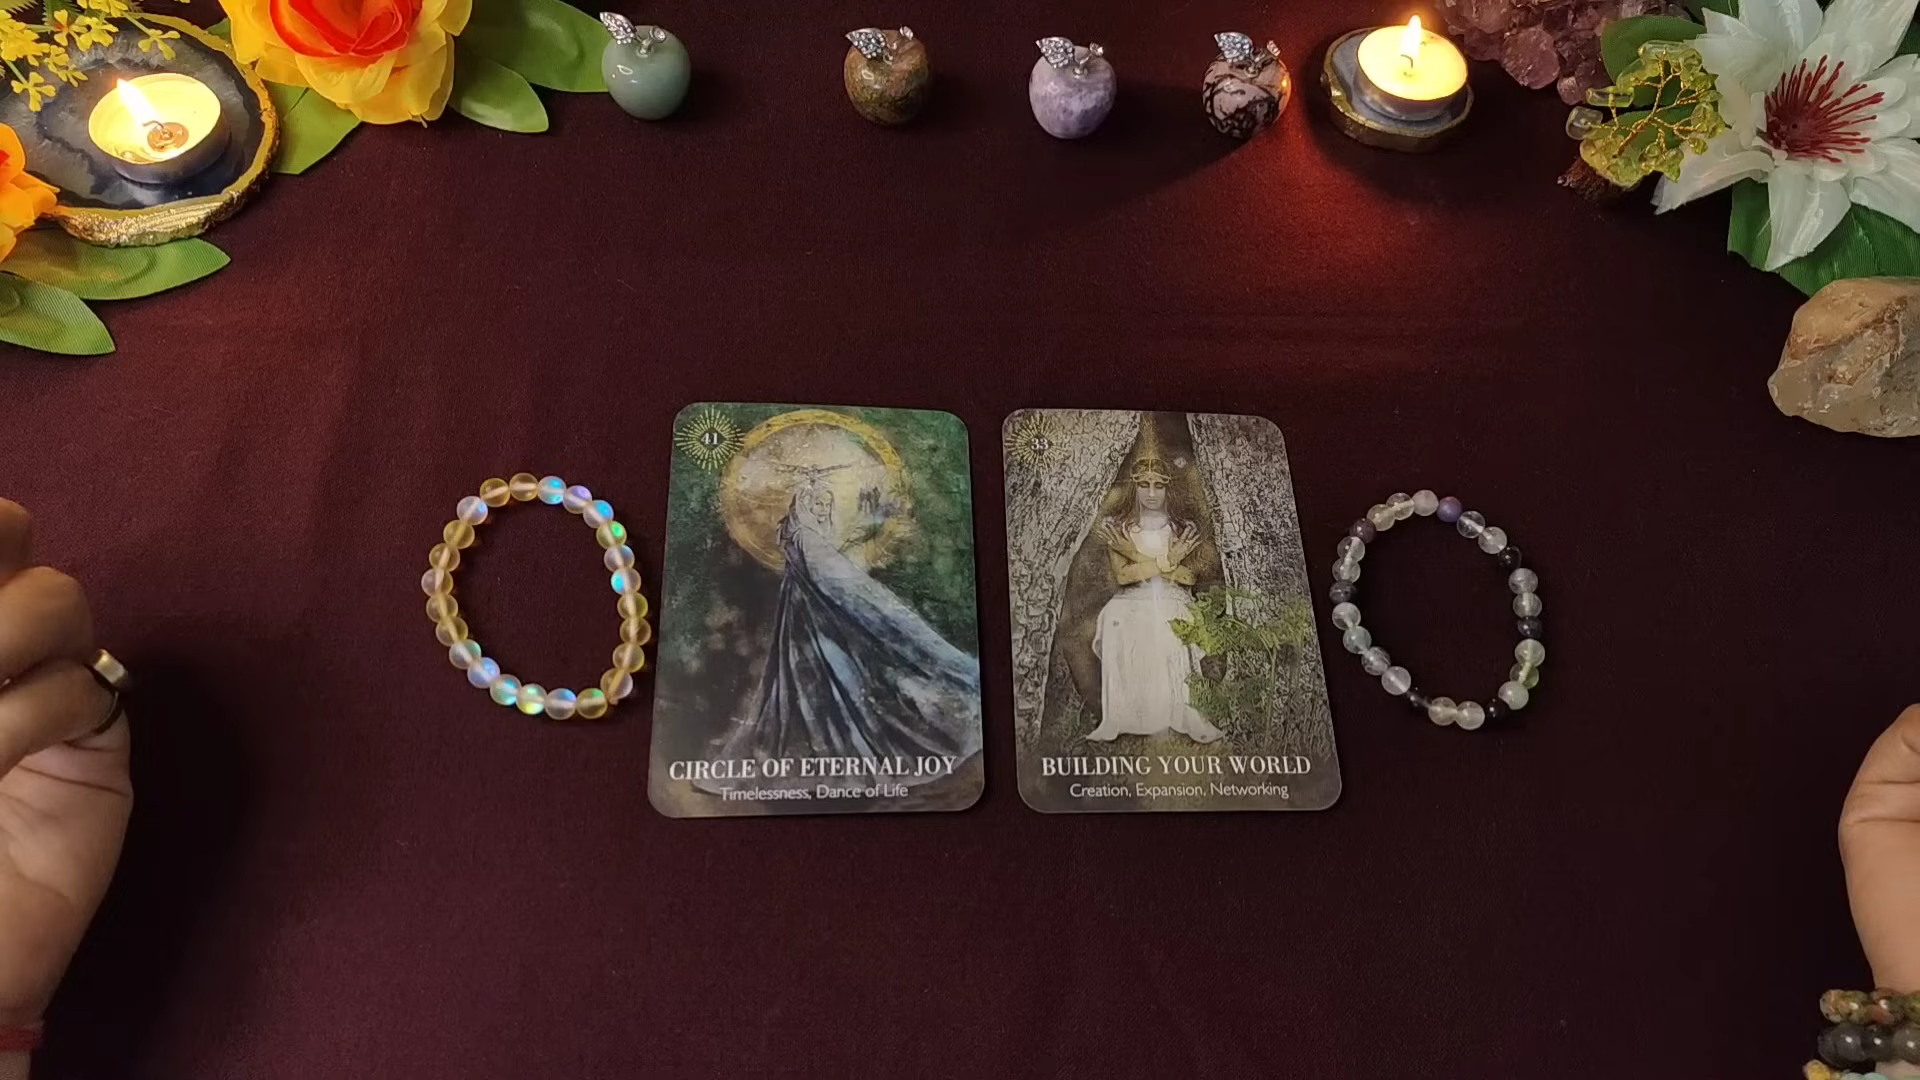 41
CIRCLE OF ETERNAL JOY
Timelessness, Dance of Life
33
BUILDING YOUR WORLD
Creation, Expansion, Networking